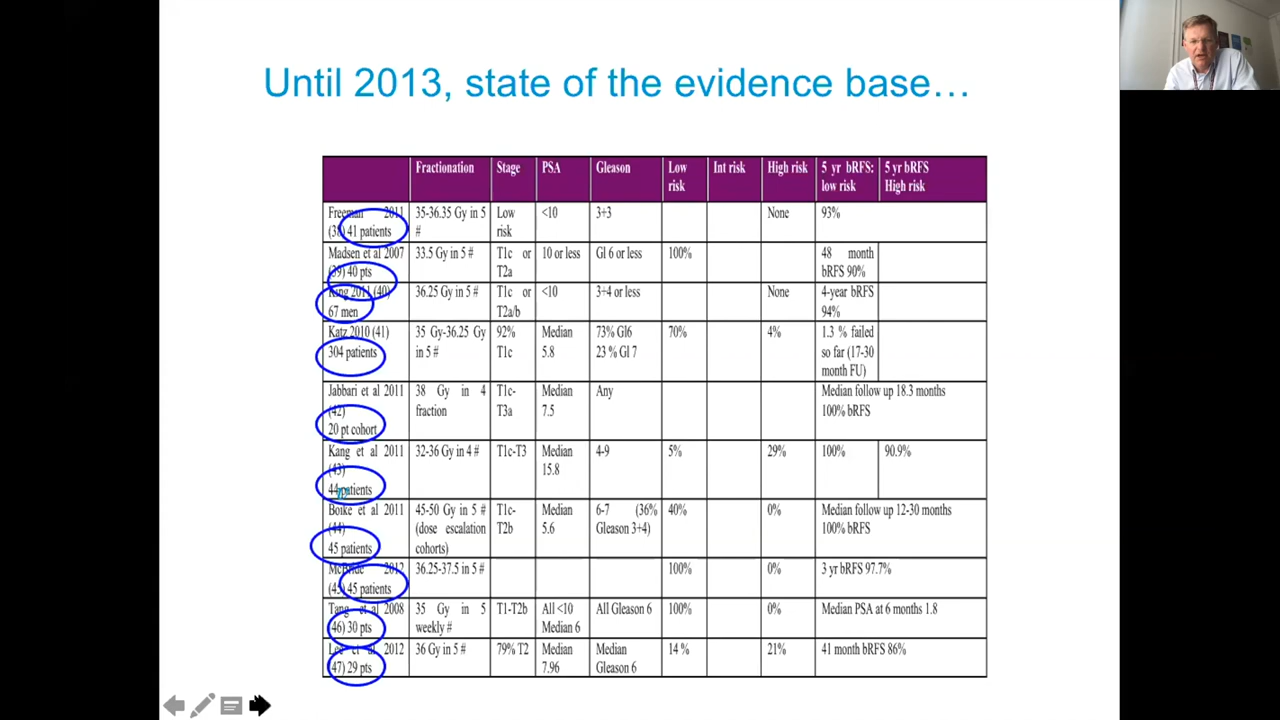 Until 2013, state of the evidence base…
Fractionation Stage PSA Gleason Low risk Int risk High risk 5 yr bRFS: low risk 5 yr bRFS High risk
Freeman 2011 (38) 41 patients 35-36.35 Gy in 5 # Low risk <10 3+3 None 93%
Madsen et al 2007 (39) 40 pts 33.5 Gy in 5 # T1c or T2a 10 or less Gl 6 or less 100% 48 month bRFS 90%
King 2011 (40) 67 men 36.25 Gy in 5 # T1c or T2a/b <10 3+4 or less None 4-year bRFS 94%
Katz 2010 (41) 304 patients 35 Gy-36.25 Gy in 5 # 92% T1c Median 5.8 73% Gl6 23 % Gl 7 70% 4% 1.3 % failed so far (17-30 month FU)
Jabbari et al 2011 (42) 20 pt cohort 38 Gy in 4 fraction T1c-T3a Median 7.5 Any Median follow up 18.3 months 100% bRFS
Kang et al 2011 (43) 44 patients 32-36 Gy in 4 # T1c-T3 Median 15.8 4-9 5% 29% 100% 90.9%
Boike et al 2011 (44) 45 patients 45-50 Gy in 5 # (dose escalation cohorts) T1c-T2b Median 5.6 6-7 (36% Gleason 3+4) 40% 0% Median follow up 12-30 months 100% bRFS
McBride 2012 (45) 45 patients 36.25-37.5 in 5 # 100% 0% 3 yr bRFS 97.7%
Tang et al 2008 (46) 30 pts 35 Gy in 5 weekly # T1-T2b All <10 Median 6 All Gleason 6 100% 0% Median PSA at 6 months 1.8
Lee et al 2012 (47) 29 pts 36 Gy in 5 # 79% T2 Median 7.96 Median Gleason 6 14 % 21% 41 month bRFS 86%